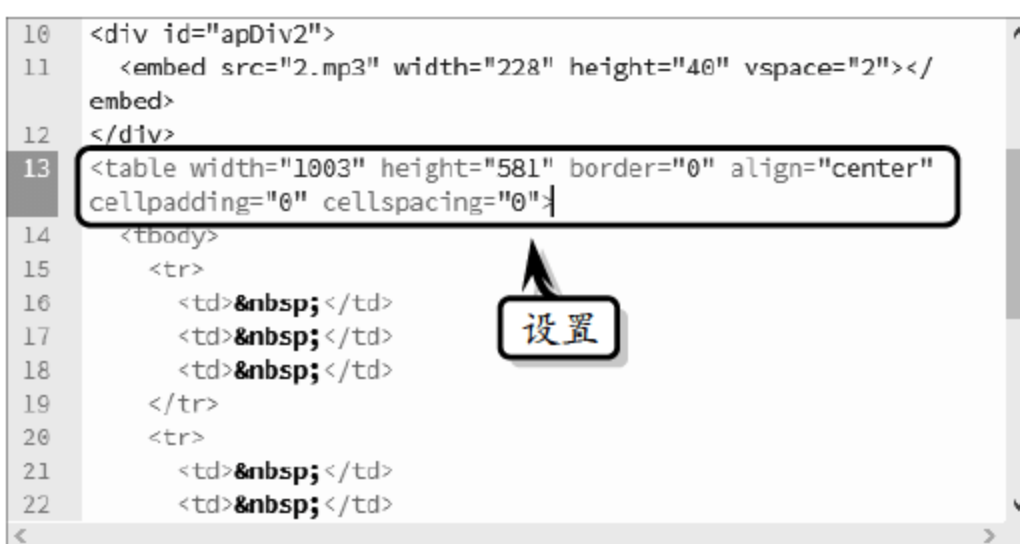 10 <div id="apDiv2">
11 <embed src="2.mp3" width="228" height="40" vspace="2"></
embed>
12 </div>
13 <table width="1003" height="581" border="0" align="center"
cellpadding="0" cellspacing="0">
14 <tbody>
15 <tr>
16 <td>&nbsp;</td>
17 <td>&nbsp;</td>
设置
18 <td>&nbsp;</td>
19 </tr>
20 <tr>
21 <td>&nbsp;</td>
22 <td>&nbsp;</td>